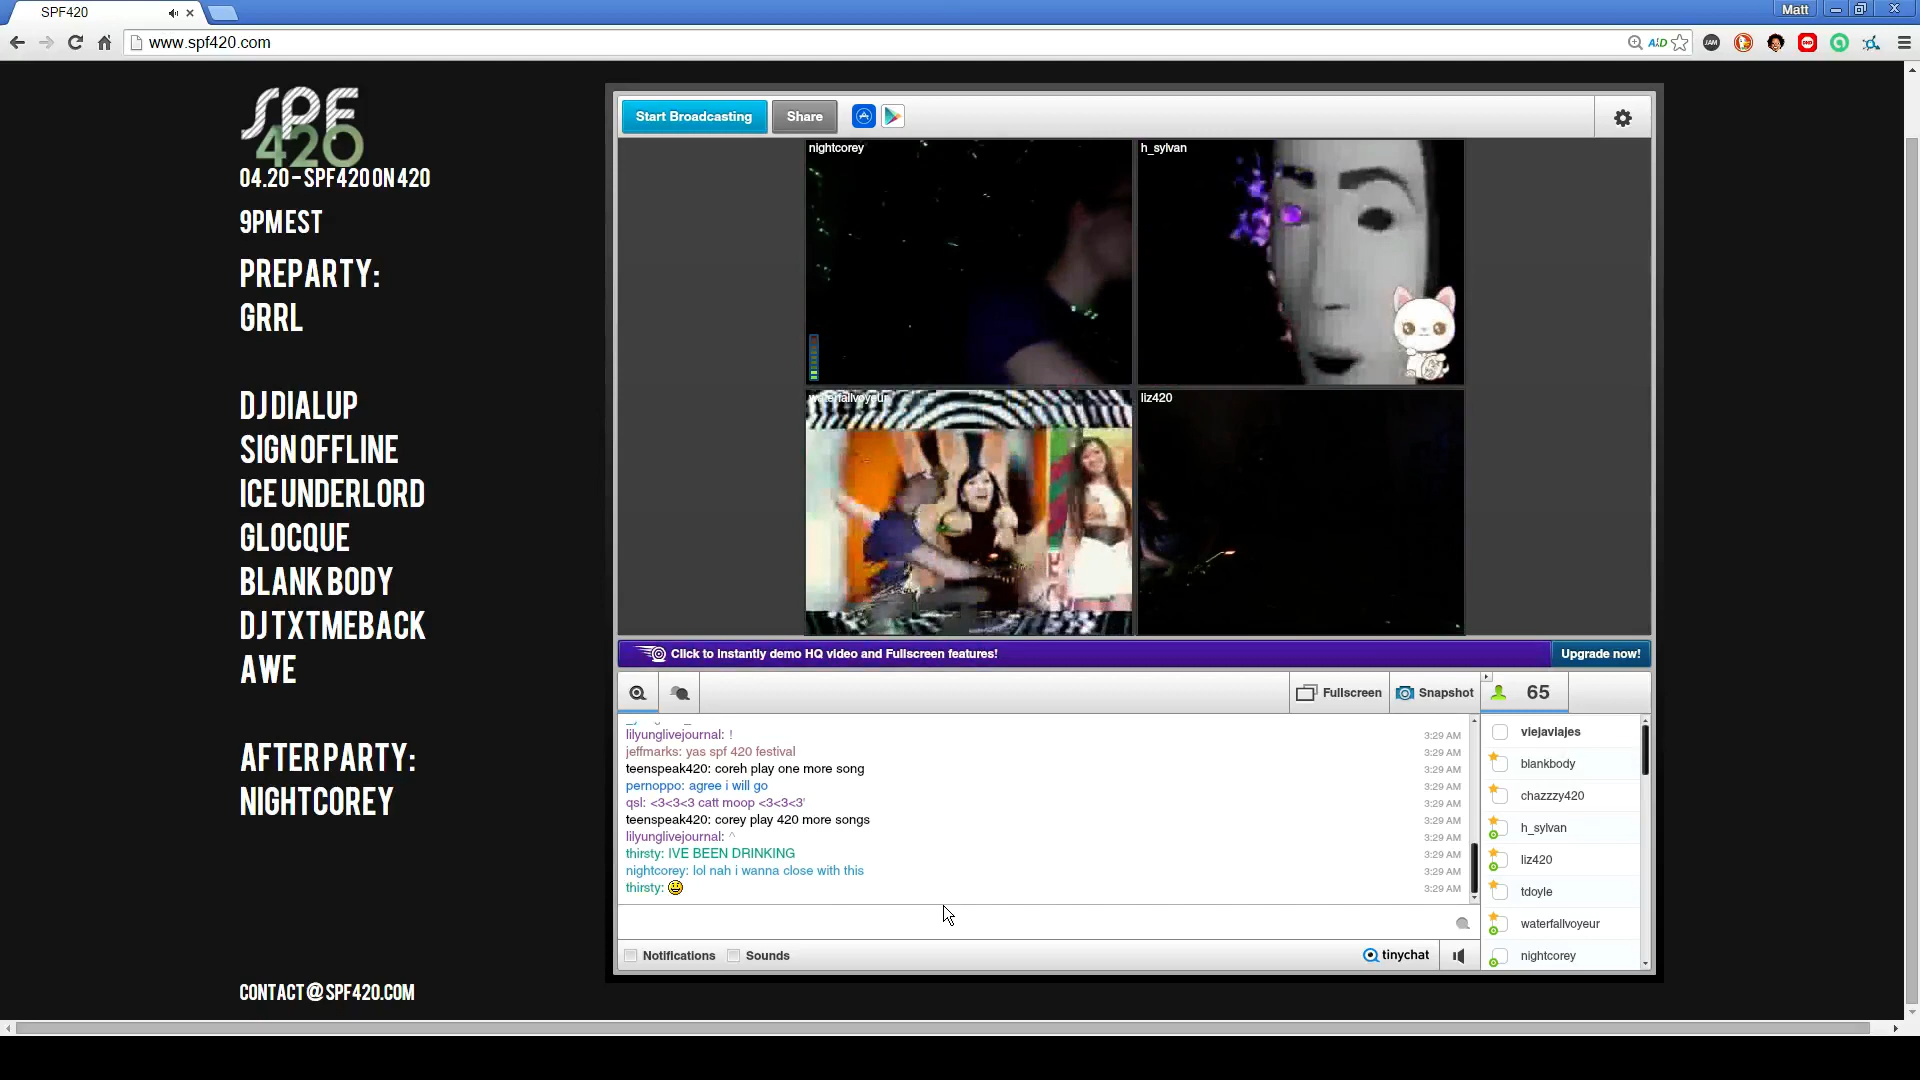 SPF420
Matt
www.spf420.com
SPF
420
04.20 - SPF420 ON 420
9PM EST
PREPARTY:
GRRL
DJ DIALUP
SIGN OFFLINE
ICE UNDERLORD
GLOCQUE
BLANK BODY
DJ TXTMEBACK
AWE
AFTER PARTY:
NIGHTCOREY
CONTACT @ SPF420.COM
Start Broadcasting
Share
nightcorey
h_sylvan
waterfallvoyeur
liz420
Click to instantly demo HQ video and Fullscreen features!
Upgrade now!
Fullscreen
Snapshot
65
lilyunglivejournal: ! 3:29 AM
jeffmarks: yas spf 420 festival 3:29 AM
teenspeak420: coreh play one more song 3:29 AM
pernoppo: agree i will go 3:29 AM
qsl: <3<3<3 catt moop <3<3<3' 3:29 AM
teenspeak420: corey play 420 more songs 3:29 AM
lilyunglivejournal: ^ 3:29 AM
thirsty: IVE BEEN DRINKING 3:29 AM
nightcorey: lol nah i wanna close with this 3:29 AM
thirsty: 3:29 AM
viejaviajes
blankbody
chazzzy420
h_sylvan
liz420
tdoyle
waterfallvoyeur
nightcorey
Notifications
Sounds
tinychat